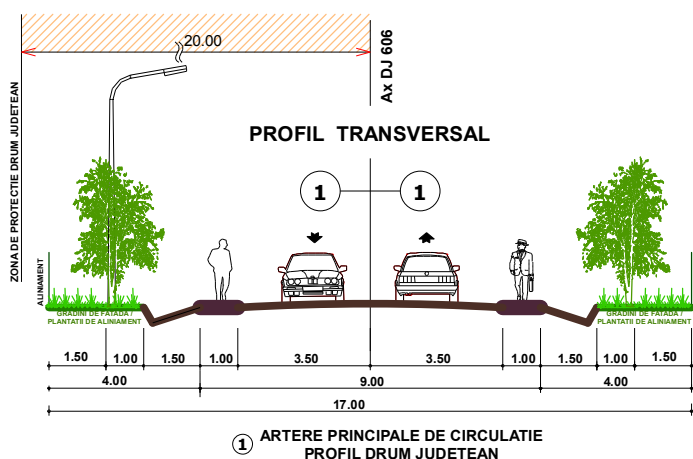 20.00
Ax DJ 606
ZONA DE PROTECTIE DRUM JUDETEAN
PROFIL TRANSVERSAL
1 1
ALINIAMENT
GRADINI DE FATADA /
PLANTATII DE ALINIAMENT
GRADINI DE FATADA /
PLANTATII DE ALINIAMENT
1.50 1.00 1.50 1.00 3.50 3.50 1.00 1.50 1.00 1.50
4.00 9.00 4.00
17.00
1 ARTERE PRINCIPALE DE CIRCULATIE
PROFIL DRUM JUDETEAN